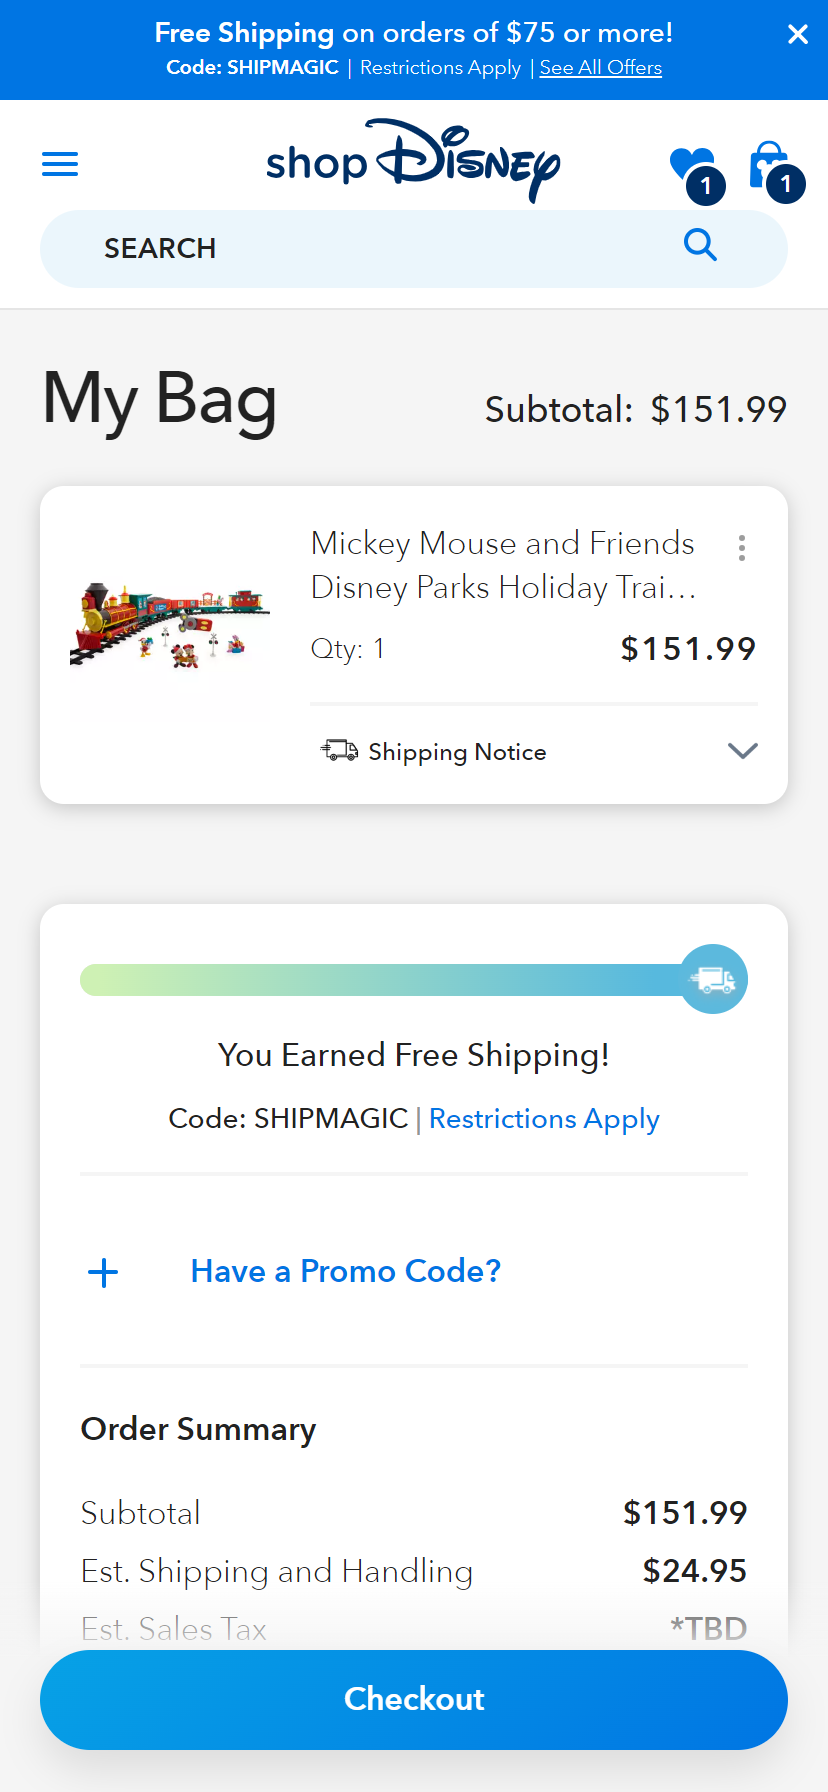 Free Shipping on orders of $75 or more!
Code: SHIPMAGIC | Restrictions Apply | See All Offers
shop Disney
1
1
SEARCH
My Bag
Subtotal: $151.99
Mickey Mouse and Friends
Disney Parks Holiday Trai...
Qty: 1
$151.99
Shipping Notice
You Earned Free Shipping!
Code: SHIPMAGIC | Restrictions Apply
Have a Promo Code?
Order Summary
Subtotal $151.99
Est. Shipping and Handling $24.95
Est. Sales Tax *TBD
Checkout